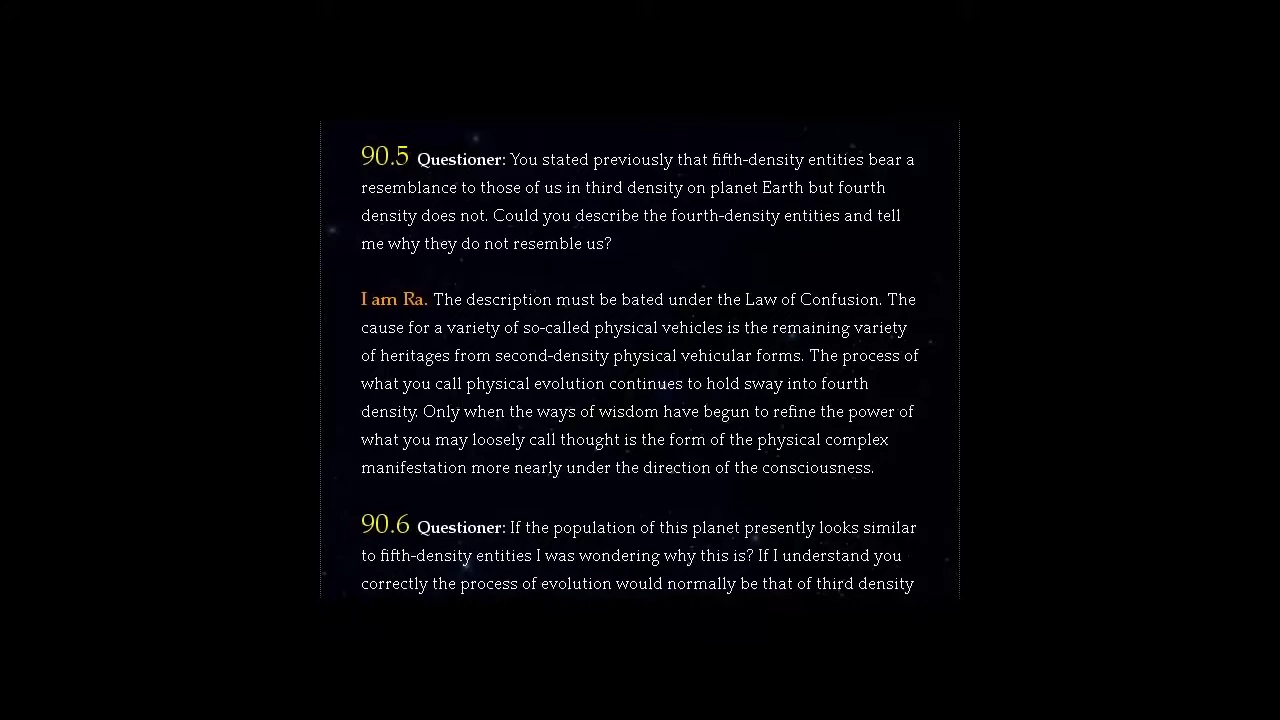 90.5 Questioner: You stated previously that fifth-density entities bear a
resemblance to those of us in third density on planet Earth but fourth
density does not. Could you describe the fourth-density entities and tell
me why they do not resemble us?
I am Ra. The description must be bated under the Law of Confusion. The
cause for a variety of so-called physical vehicles is the remaining variety
of heritages from second-density physical vehicular forms. The process of
what you call physical evolution continues to hold sway into fourth
density. Only when the ways of wisdom have begun to refine the power of
what you may loosely call thought is the form of the physical complex
manifestation more nearly under the direction of the consciousness.
90.6 Questioner: If the population of this planet presently looks similar
to fifth-density entities I was wondering why this is? If I understand you
correctly the process of evolution would normally be that of third density